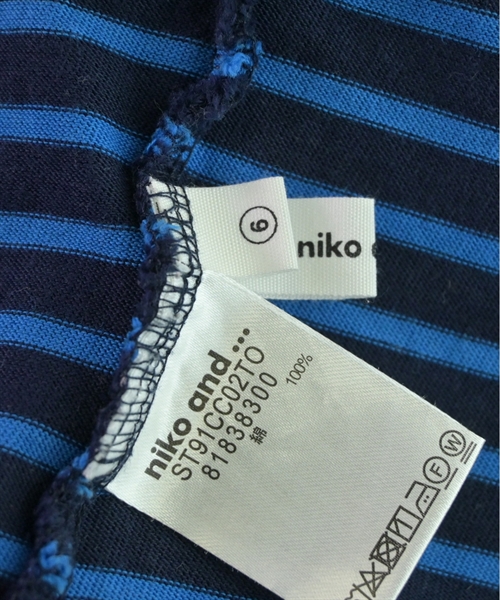 6
niko a
niko and ...
ST91CC02TO
81838300
綿 100%
F
W